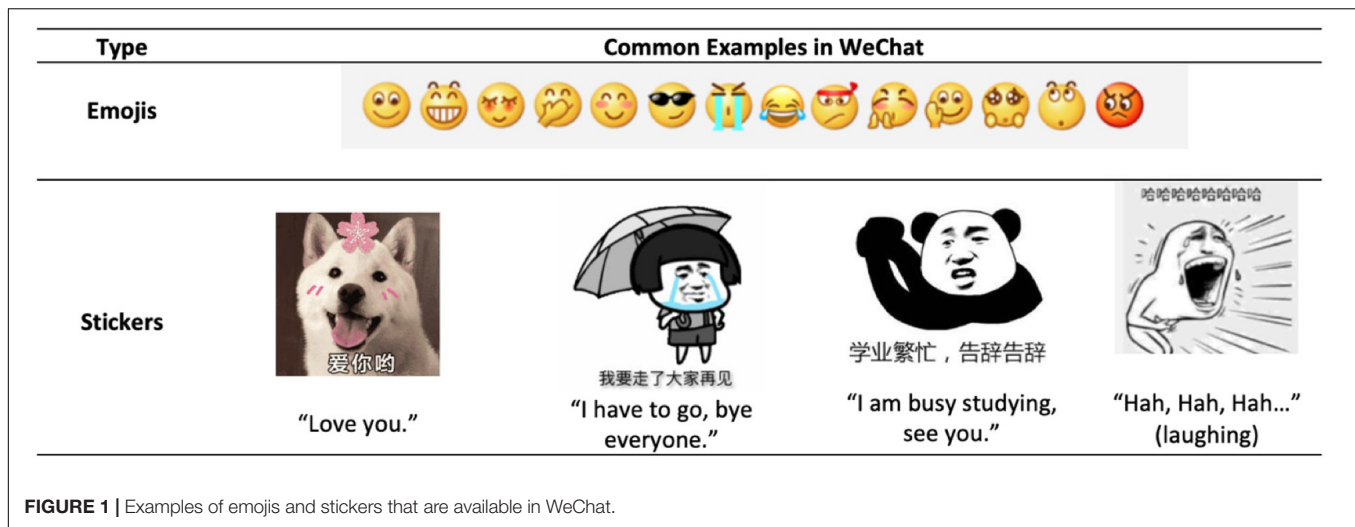 Type Common Examples in WeChat
Emojis
Stickers
爱你哟
我要走了大家再见
学业繁忙，告辞告辞
哈哈哈哈哈哈哈哈
“Love you.”
“I have to go, bye
everyone.”
“I am busy studying,
see you.”
“Hah, Hah, Hah…”
(laughing)
FIGURE 1 | Examples of emojis and stickers that are available in WeChat.